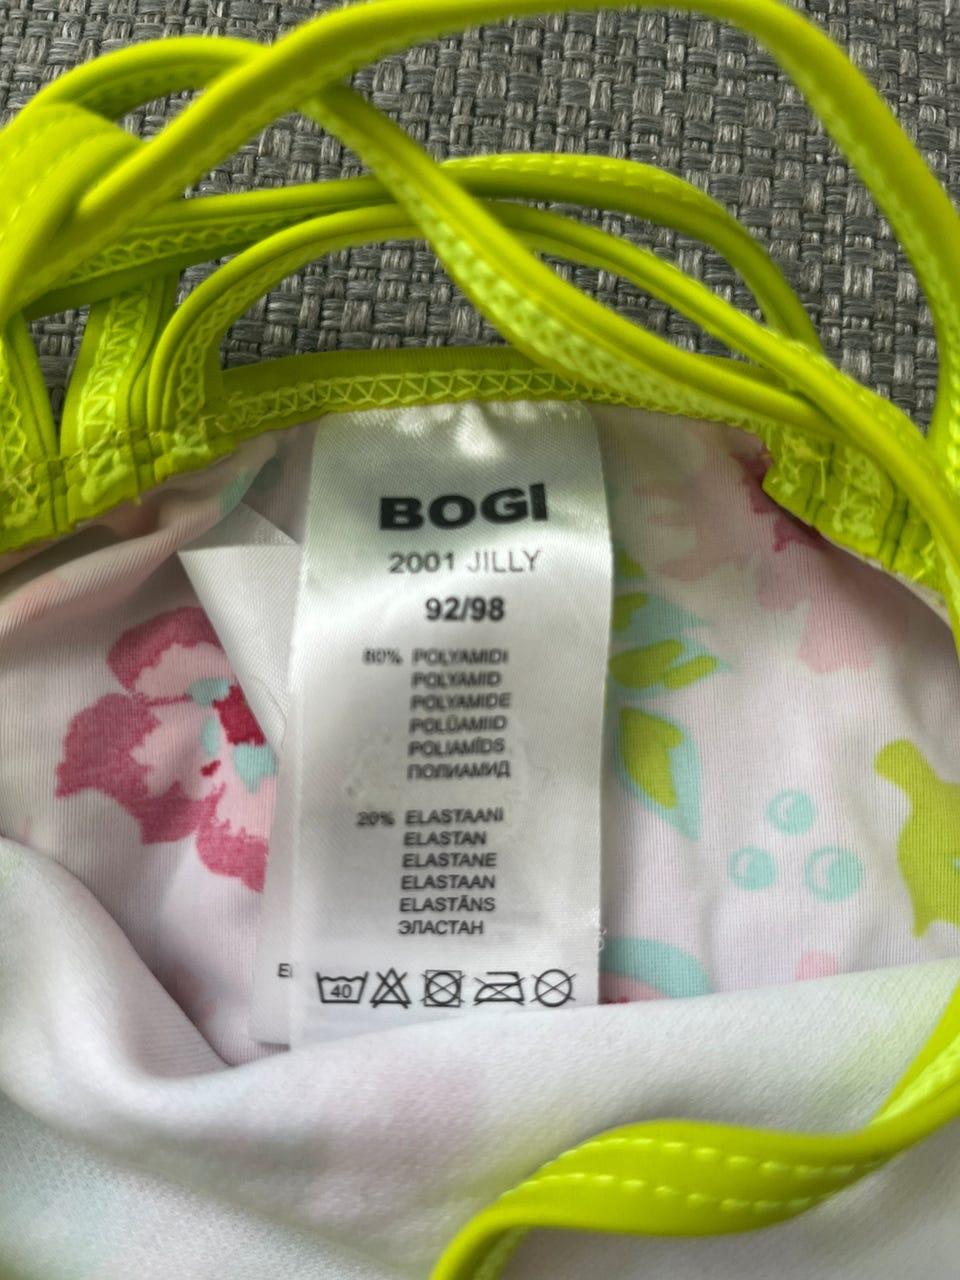 BOGI
2001 JILLY
92/98
80% POLYAMIDI
POLYAMID
POLYAMIDE
POLÜAMIID
POLIAMĪDS
ПОЛИАМИД
20% ELASTAANI
ELASTAN
ELASTANE
ELASTAAN
ELASTĀNS
ЭЛАСТАН
40